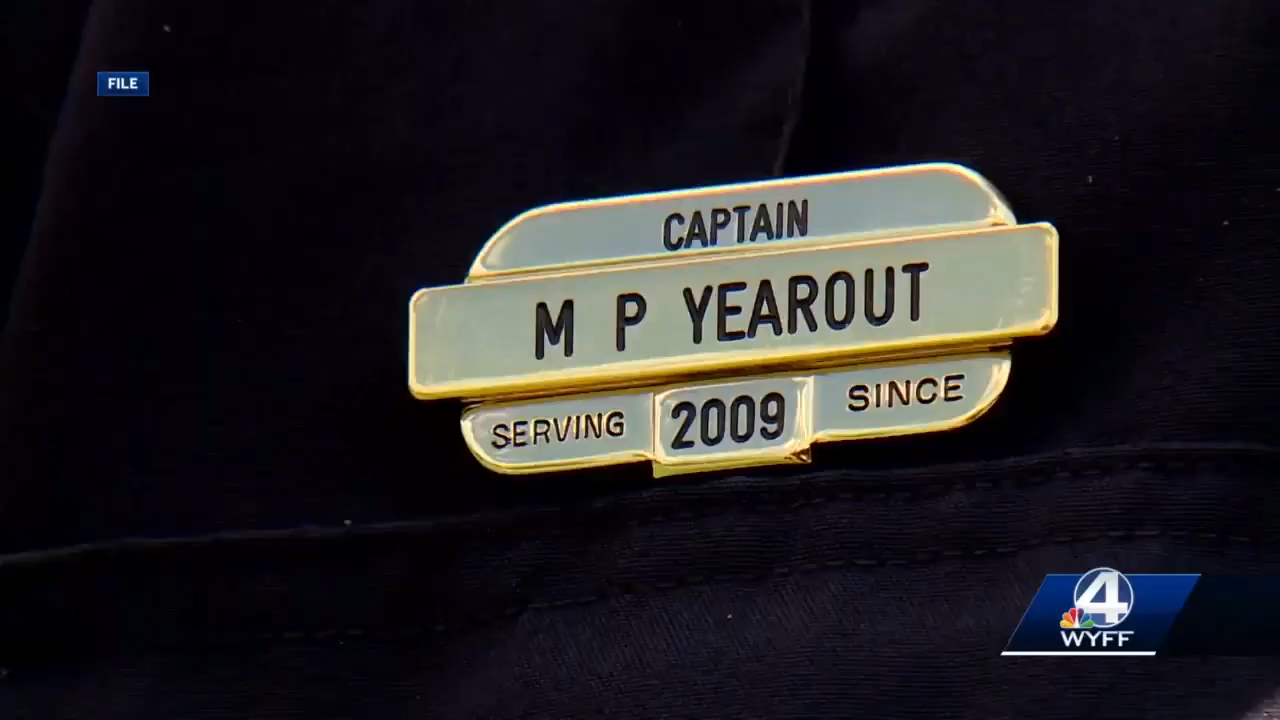 FILE
CAPTAIN
M P YEAROUT
SERVING 2009 SINCE
4
WYFF